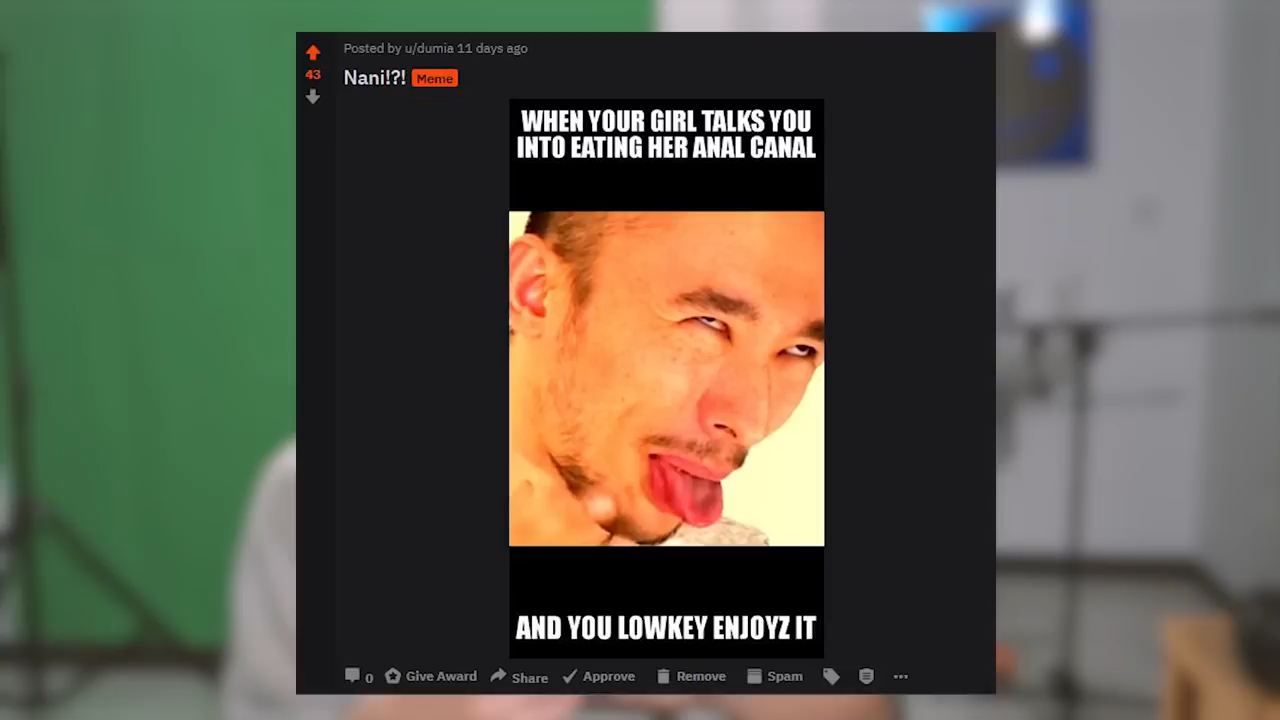 Posted by u/dumia 11 days ago
43
Nani!?! Meme
WHEN YOUR GIRL TALKS YOU
INTO EATING HER ANAL CANAL
AND YOU LOWKEY ENJOYZ IT
0 Give Award Share Approve Remove Spam